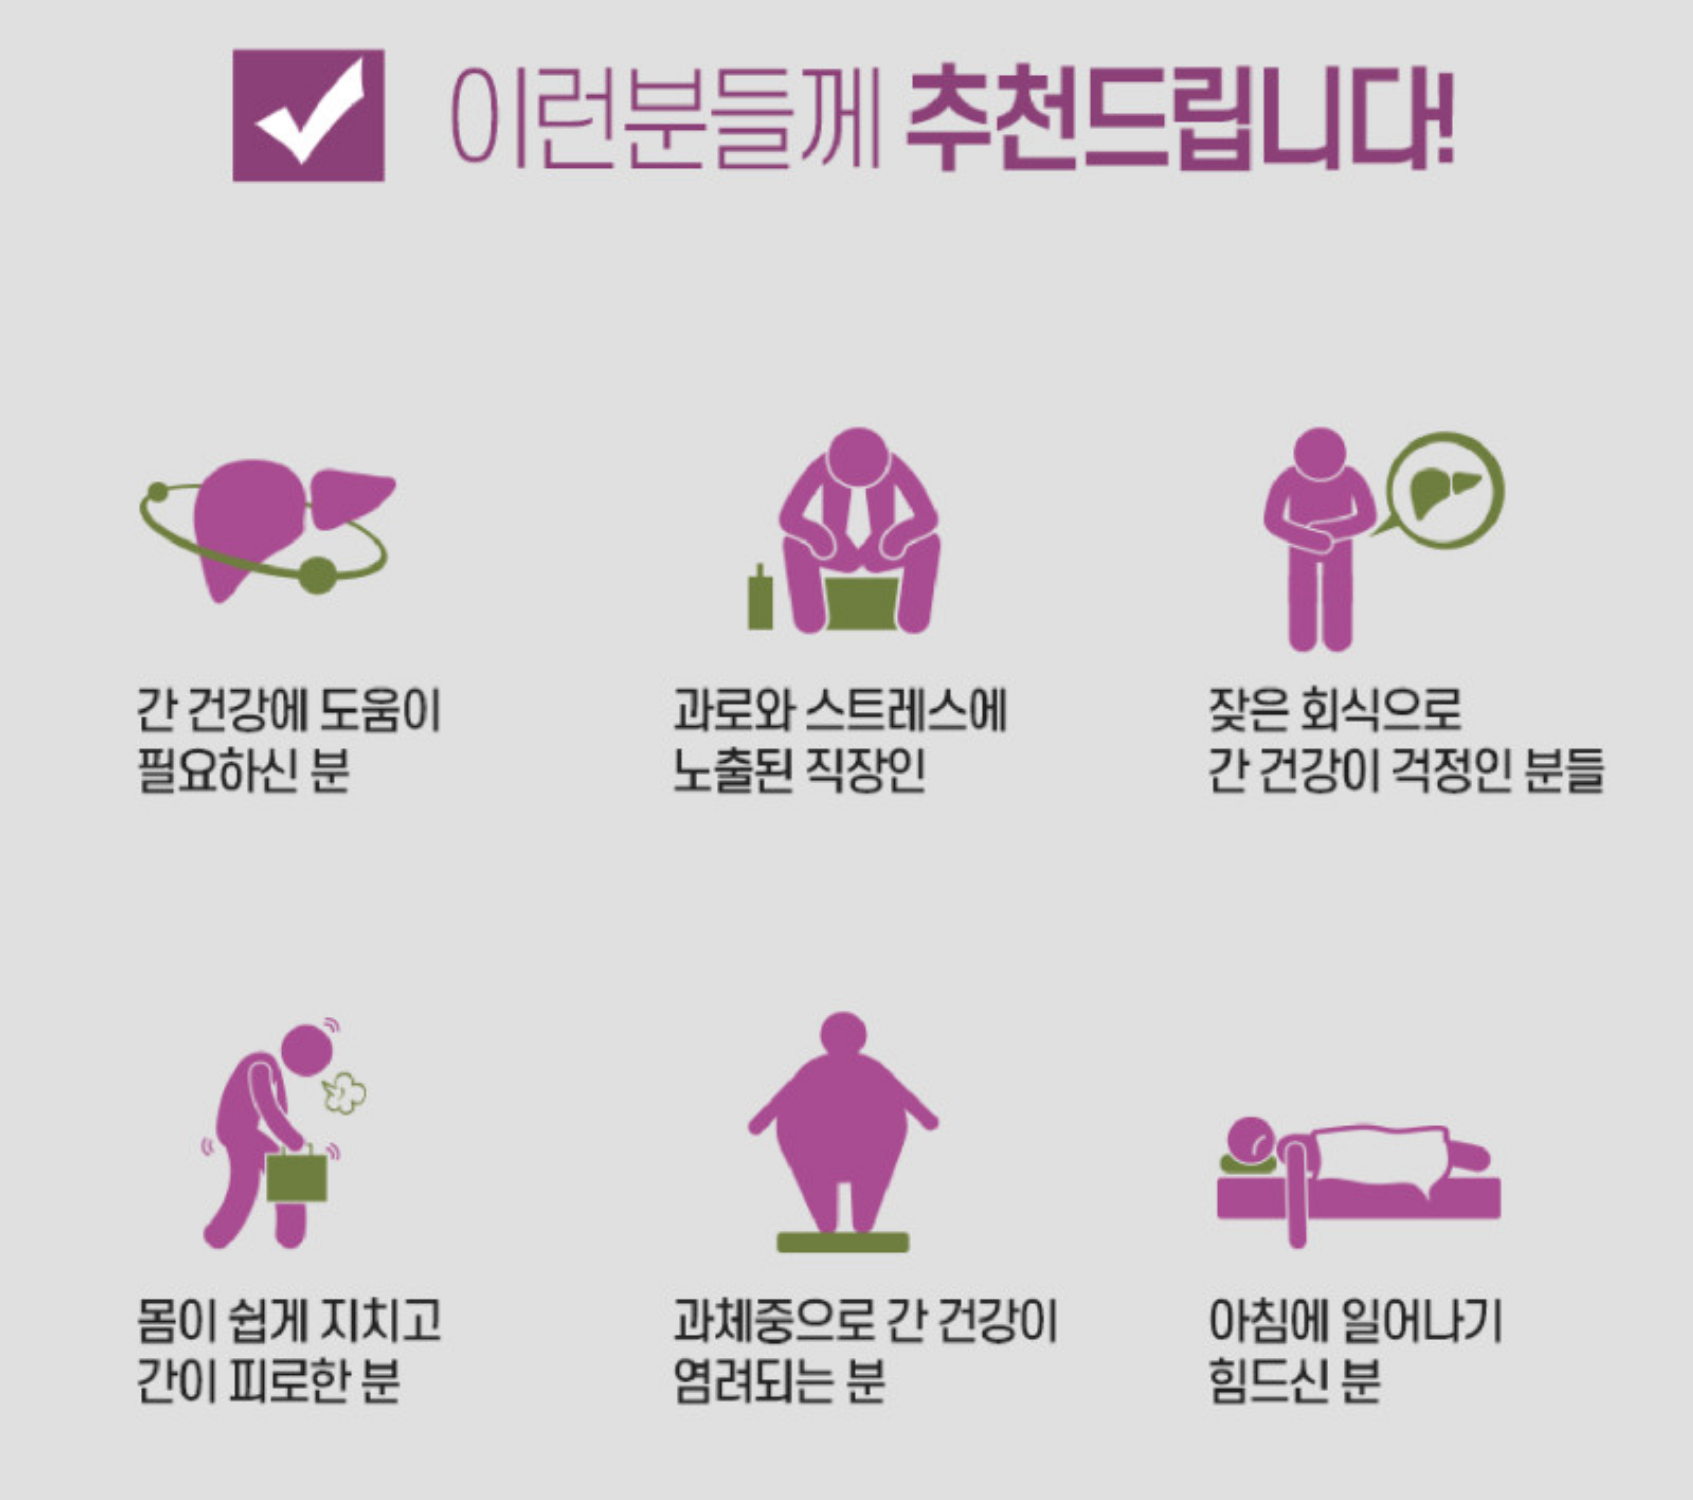 이런분들께 추천드립니다!
간 건강에 도움이
필요하신 분
과로와 스트레스에
노출된 직장인
잦은 회식으로
간 건강이 걱정인 분들
몸이 쉽게 지치고
간이 피로한 분
과체중으로 간 건강이
염려되는 분
아침에 일어나기
힘드신 분